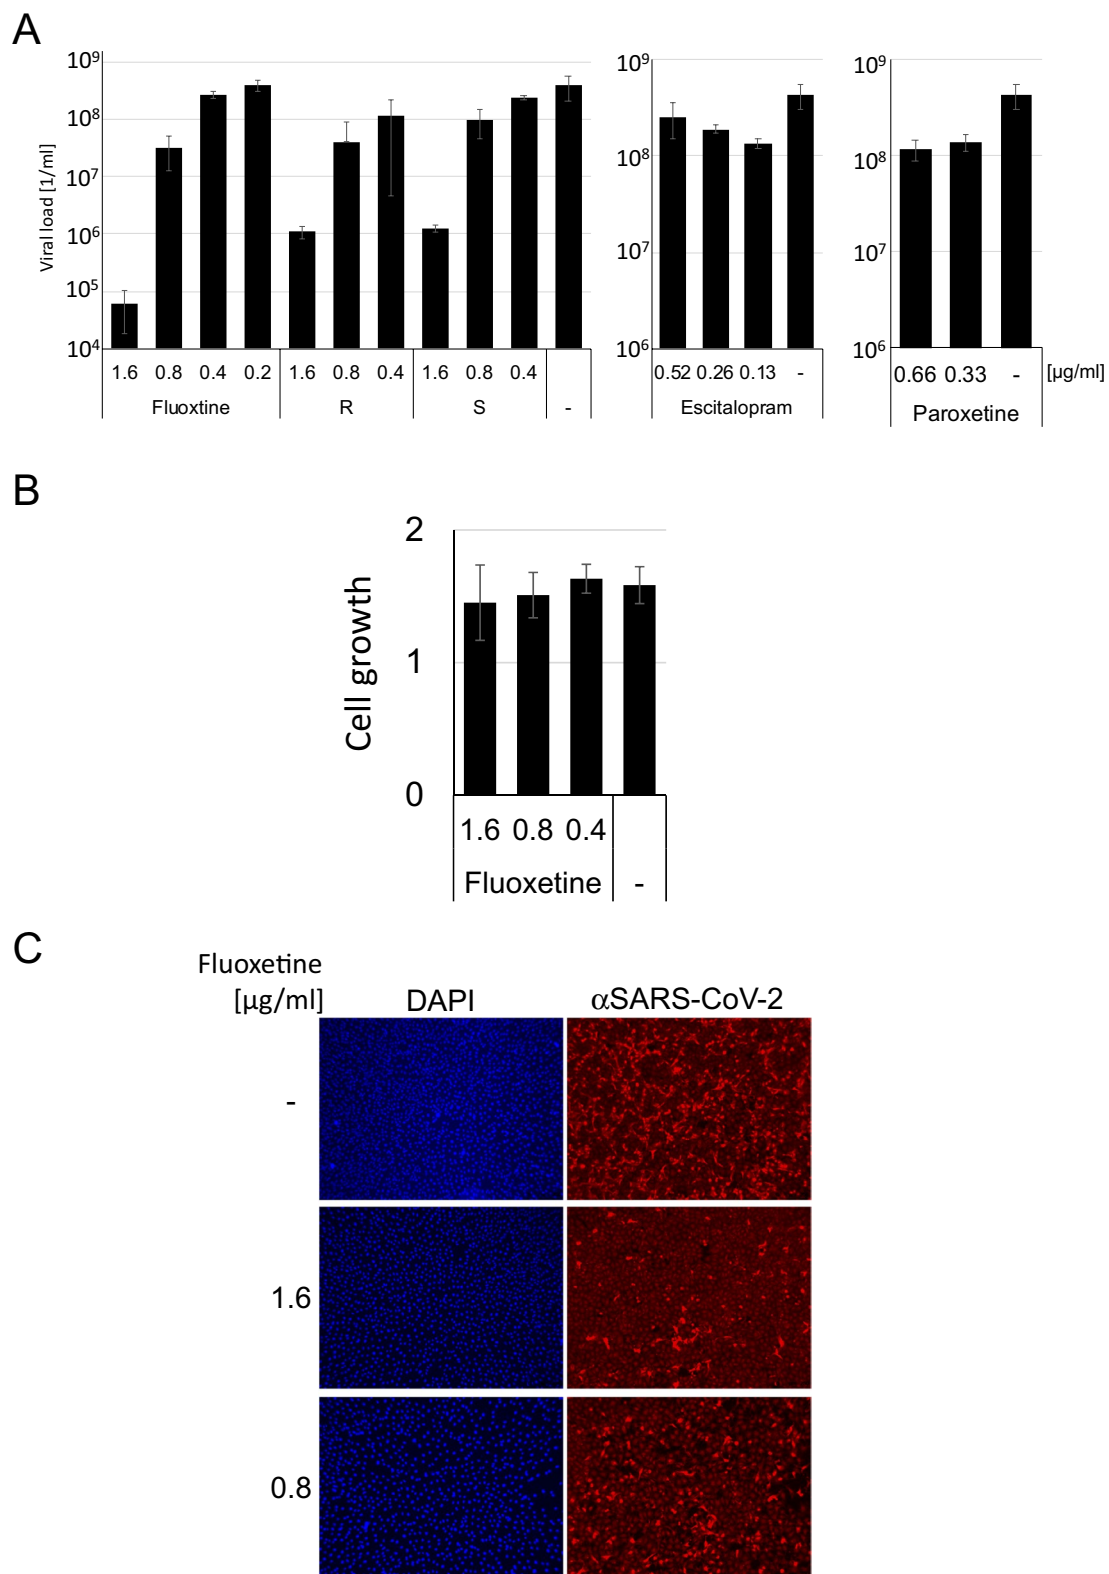 A
10⁹
10⁸
10⁷
10⁶
10⁵
10⁴
Viral load [1/ml]
1.6 0.8 0.4 0.2 1.6 0.8 0.4 1.6 0.8 0.4
Fluoxtine R S -
10⁹
10⁸
10⁷
10⁶
0.52 0.26 0.13 -
Escitalopram
10⁹
10⁸
10⁷
10⁶
0.66 0.33 - [µg/ml]
Paroxetine
B
2
1
0
Cell growth
1.6 0.8 0.4
Fluoxetine -
C
Fluoxetine
[µg/ml] DAPI αSARS-CoV-2
-
1.6
0.8